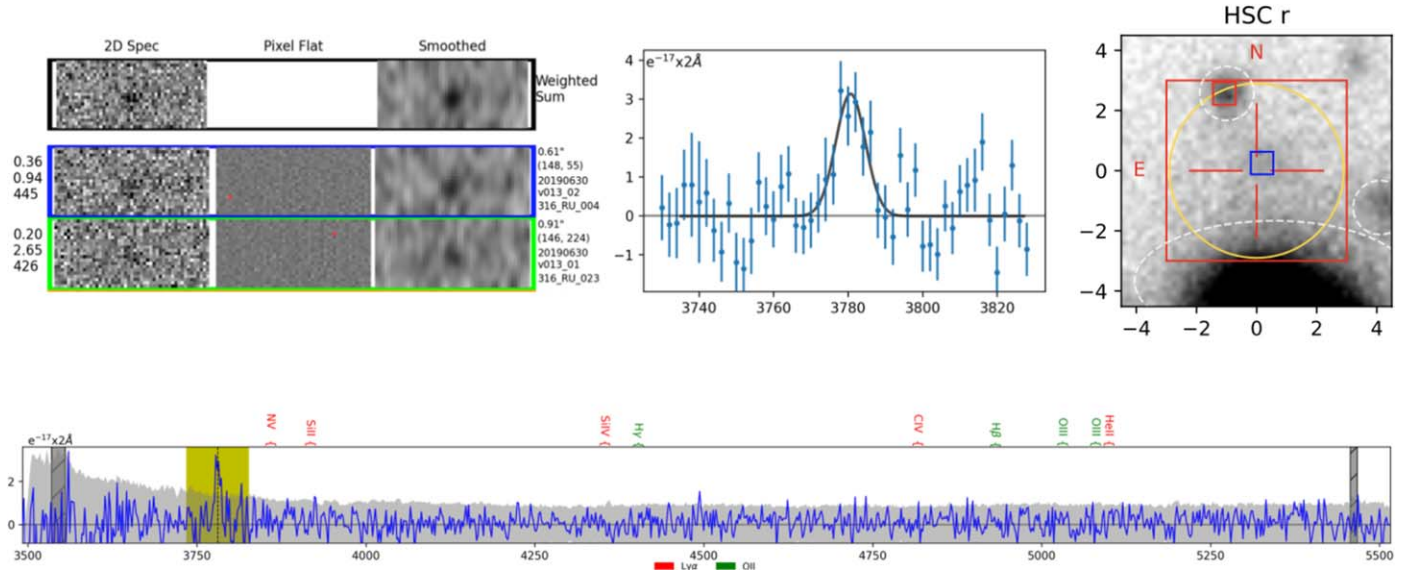 2D Spec Pixel Flat Smoothed
Weighted
Sum
0.36
0.94
445
0.61"
(148, 55)
20190630
v013_02
316_RU_004
0.20
2.65
426
0.91"
(146, 224)
20190630
v013_01
316_RU_023
e⁻¹⁷x2Å
4
3
2
1
0
−1
3740 3760 3780 3800 3820
HSC r
N
E
4
2
0
−2
−4
−4 −2 0 2 4
NV SiII SiIV Hγ CIV Hβ OIII OIII HeII
e⁻¹⁷x2Å
2
0
3500 3750 4000 4250 4500 4750 5000 5250 5500
Lyα OII